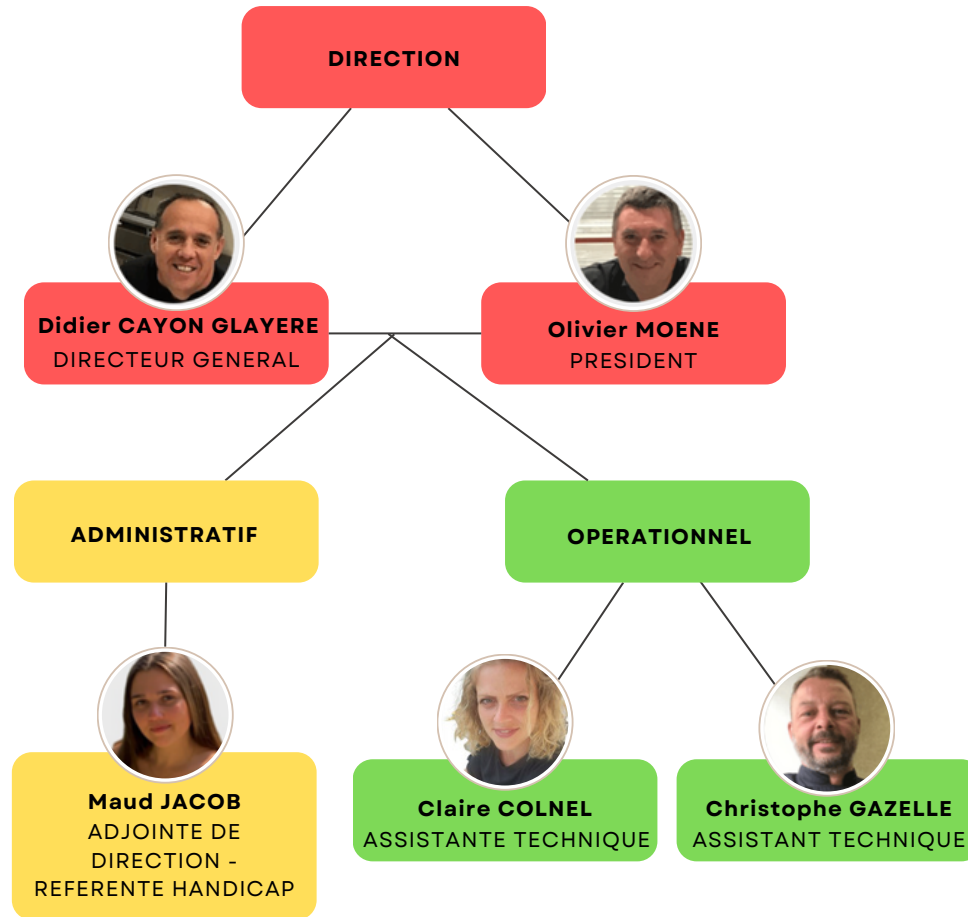 DIRECTION
Didier CAYON GLAYERE
DIRECTEUR GENERAL
Olivier MOENE
PRESIDENT
ADMINISTRATIF
OPERATIONNEL
Maud JACOB
ADJOINTE DE
DIRECTION -
REFERENTE HANDICAP
Claire COLNEL
ASSISTANTE TECHNIQUE
Christophe GAZELLE
ASSISTANT TECHNIQUE